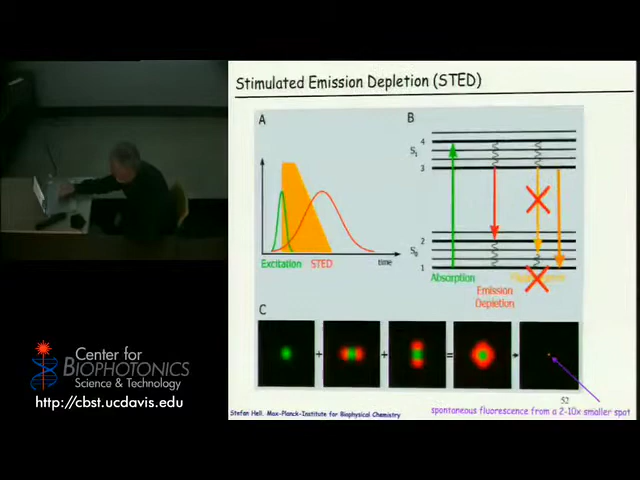 Stimulated Emission Depletion (STED)
A
B
4
S1
3
2
S0
1
Excitation
STED
time
Absorption
Emission
Depletion
C
+
+
=
52
spontaneous fluorescence from a 2-10x smaller spot
Stefan Hell, Max-Planck-Institute for Biophysical Chemistry
Center for
BIOPHOTONICS
Science & Technology
http://cbst.ucdavis.edu